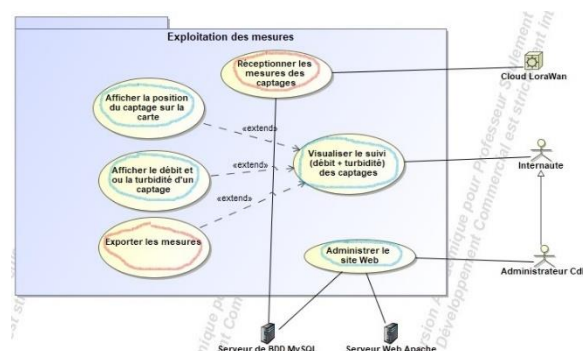 Exploitation des mesures
Réceptionner les
mesures des
captages
Cloud LoraWan
Afficher la position
du captage sur la
carte
«extend»
Visualiser le suivi
(débit + turbidité)
des captages
Internaute
Afficher le débit et
ou la turbidité d'un
captage
«extend»
«extend»
Exporter les mesures
Administrer le
site Web
Administrateur Cdl
Serveur de BDD MySQL
Serveur Web Apache